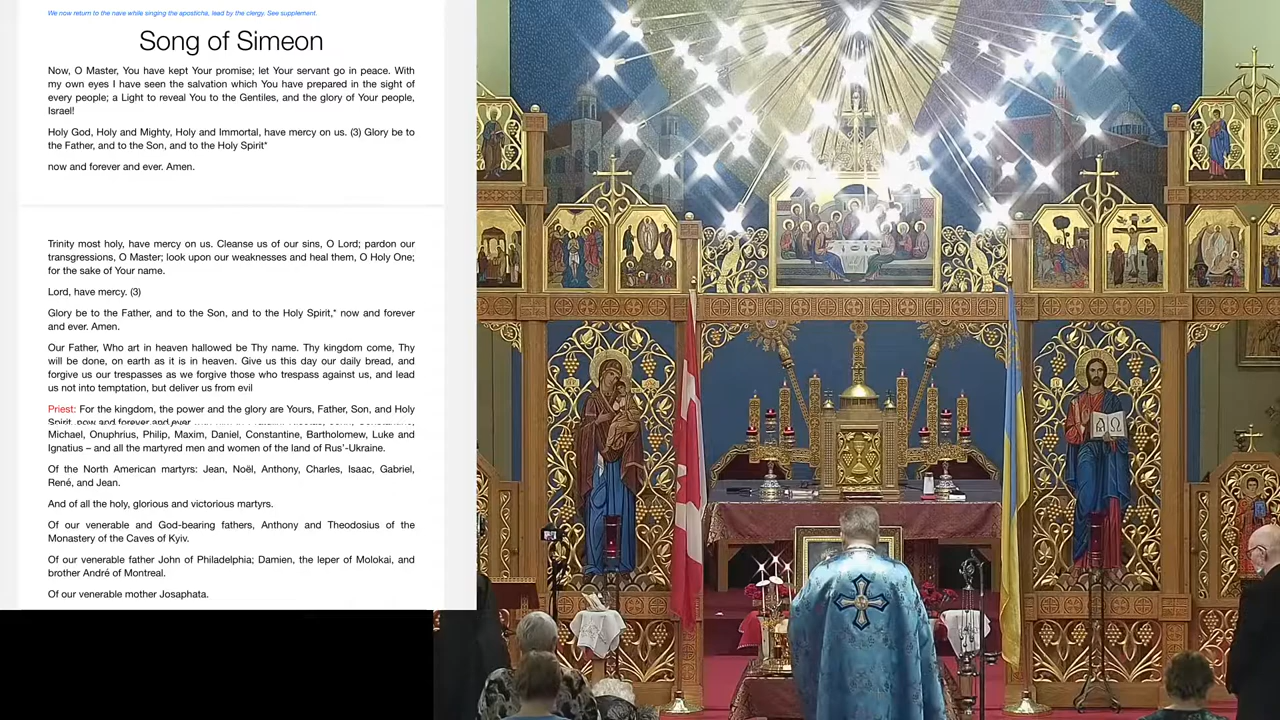 We now return to the nave while singing the aposticha, lead by the clergy. See supplement.
Song of Simeon
Now, O Master, You have kept Your promise; let Your servant go in peace. With
my own eyes I have seen the salvation which You have prepared in the sight of
every people; a Light to reveal You to the Gentiles, and the glory of Your people,
Israel!
Holy God, Holy and Mighty, Holy and Immortal, have mercy on us. (3) Glory be to
the Father, and to the Son, and to the Holy Spirit*
now and forever and ever. Amen.
Trinity most holy, have mercy on us. Cleanse us of our sins, O Lord; pardon our
transgressions, O Master; look upon our weaknesses and heal them, O Holy One;
for the sake of Your name.
Lord, have mercy. (3)
Glory be to the Father, and to the Son, and to the Holy Spirit,* now and forever
and ever. Amen.
Our Father, Who art in heaven hallowed be Thy name. Thy kingdom come, Thy
will be done, on earth as it is in heaven. Give us this day our daily bread, and
forgive us our trespasses as we forgive those who trespass against us, and lead
us not into temptation, but deliver us from evil
Priest: For the kingdom, the power and the glory are Yours, Father, Son, and Holy
Spirit, now and forever and ever
Michael, Onuphrius, Philip, Maxim, Daniel, Constantine, Bartholomew, Luke and
Ignatius – and all the martyred men and women of the land of Rus'-Ukraine.
Of the North American martyrs: Jean, Noël, Anthony, Charles, Isaac, Gabriel,
René, and Jean.
And of all the holy, glorious and victorious martyrs.
Of our venerable and God-bearing fathers, Anthony and Theodosius of the
Monastery of the Caves of Kyiv.
Of our venerable father John of Philadelphia; Damien, the leper of Molokai, and
brother André of Montreal.
Of our venerable mother Josaphata.
Α Ω